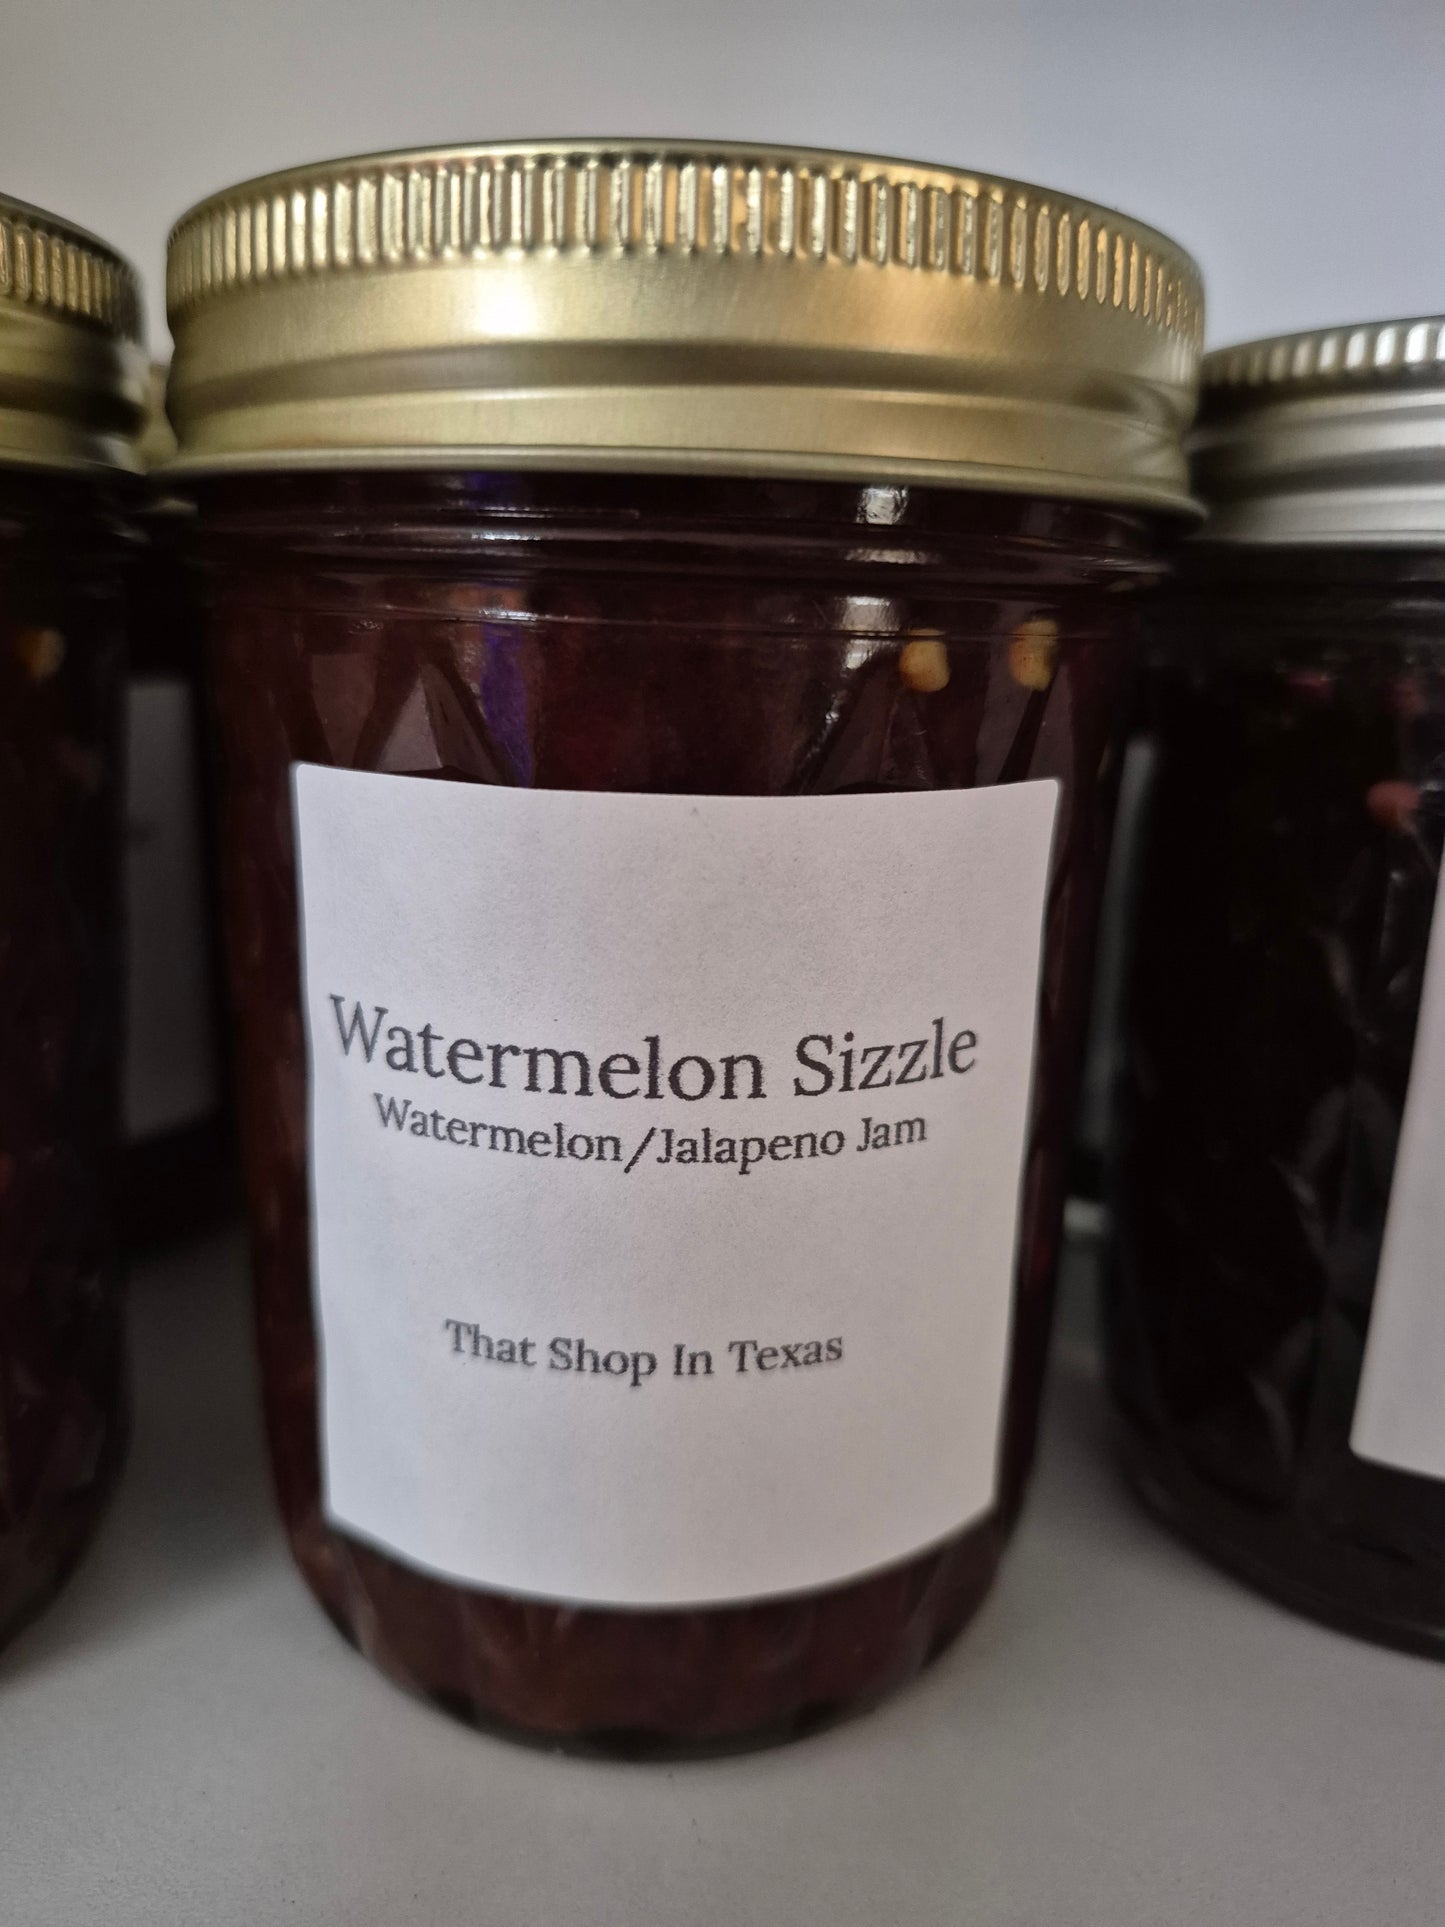 Watermelon Sizzle
Watermelon/Jalapeno Jam
That Shop In Texas